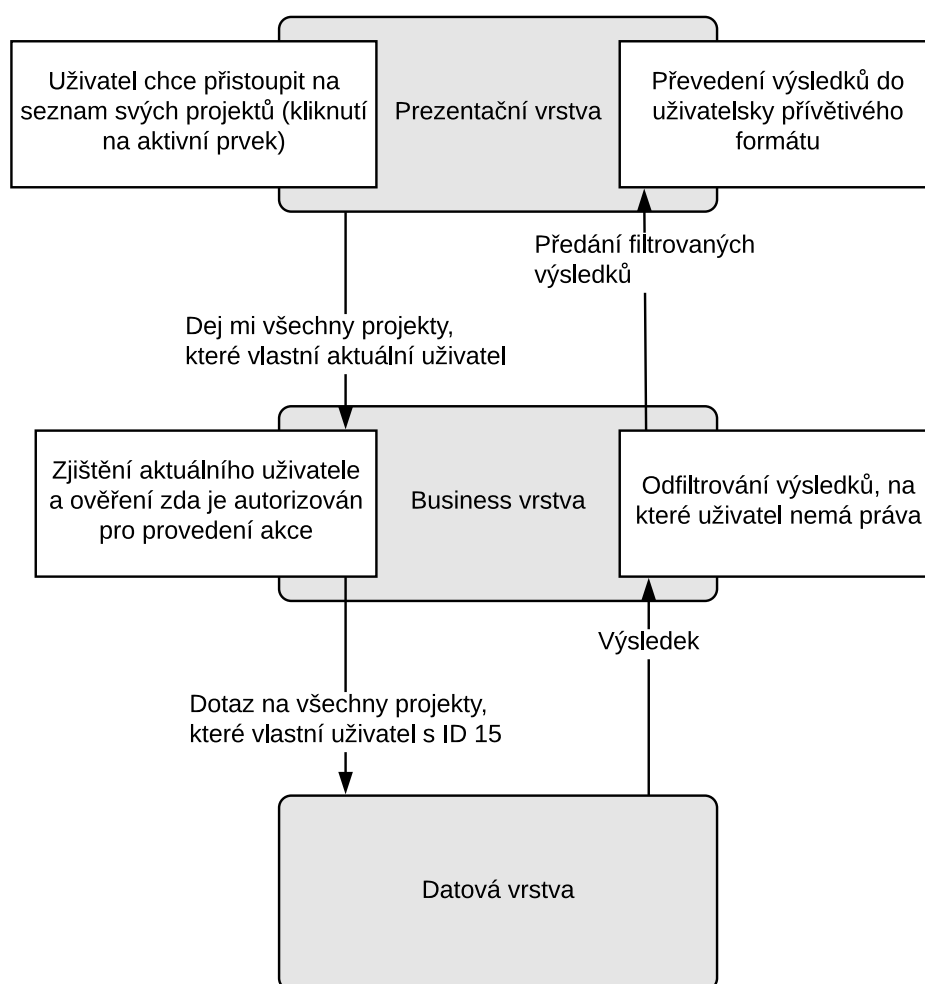 Uživatel chce přistoupit na
seznam svých projektů (kliknutí
na aktivní prvek)
Prezentační vrstva
Převedení výsledků do
uživatelsky přívětivého
formátu
Předání filtrovaných
výsledků
Dej mi všechny projekty,
které vlastní aktuální uživatel
Zjištění aktuálního uživatele
a ověření zda je autorizován
pro provedení akce
Business vrstva
Odfiltrování výsledků, na
které uživatel nemá práva
Výsledek
Dotaz na všechny projekty,
které vlastní uživatel s ID 15
Datová vrstva